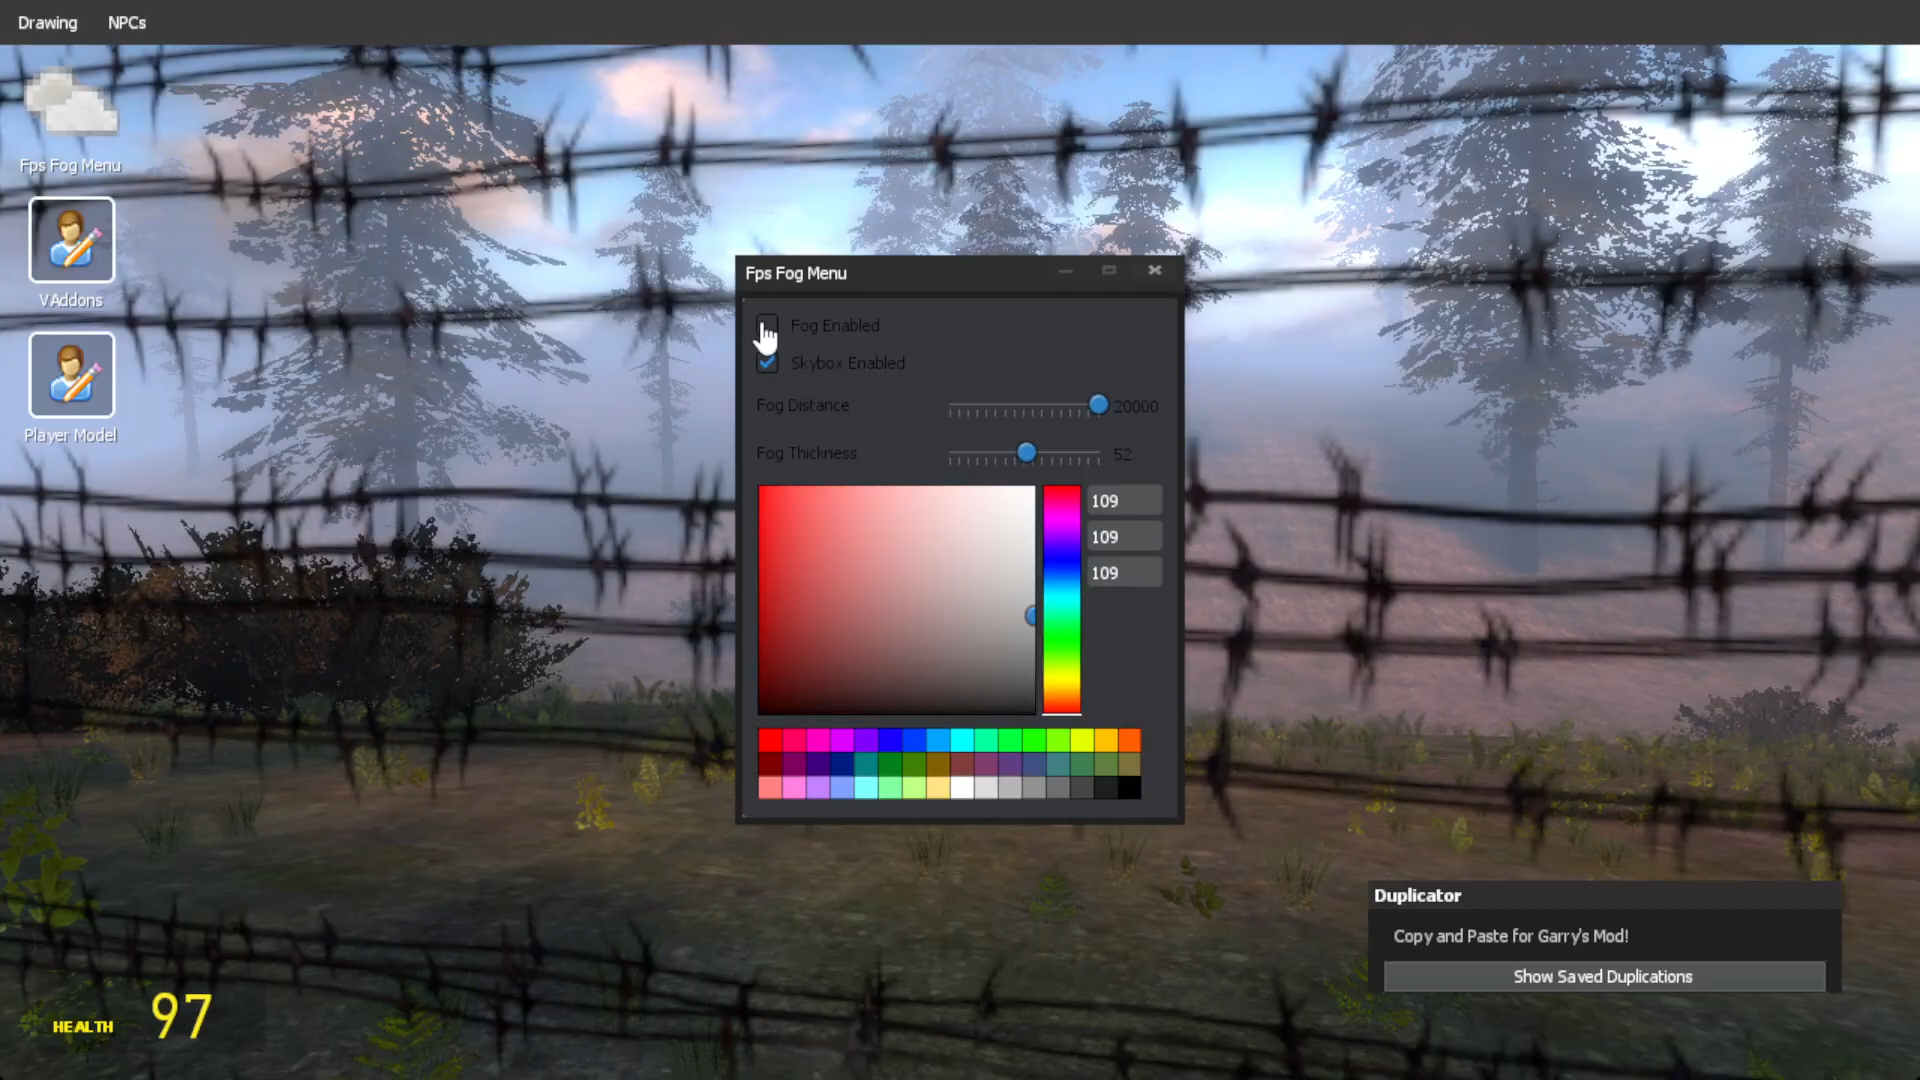 Drawing NPCs
Fps Fog Menu
VAddons
Player Model
Fps Fog Menu
Fog Enabled
Skybox Enabled
Fog Distance 20000
Fog Thickness 52
109
109
109
Duplicator
Copy and Paste for Garry's Mod!
Show Saved Duplications
HEALTH 97